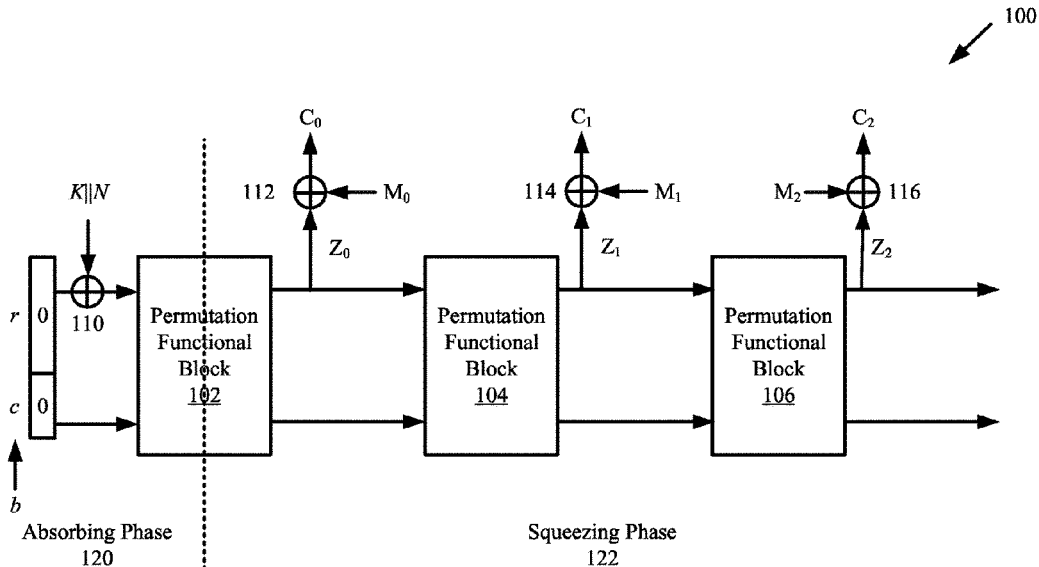 100
C₀
C₁
C₂
K||N
112
M₀
114
M₁
M₂
116
Z₀
Z₁
Z₂
r
0
110
c
0
b
Permutation
Functional
Block
102
Permutation
Functional
Block
104
Permutation
Functional
Block
106
Absorbing Phase
120
Squeezing Phase
122